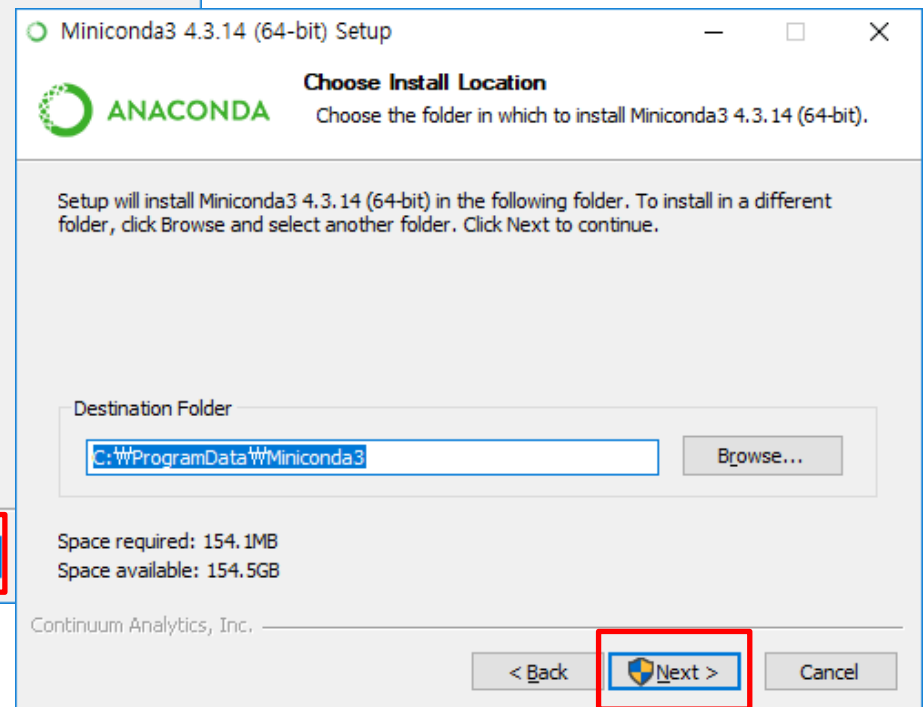 Miniconda3 4.3.14 (64-bit) Setup
ANACONDA
Choose Install Location
Choose the folder in which to install Miniconda3 4.3.14 (64-bit).
Setup will install Miniconda3 4.3.14 (64-bit) in the following folder. To install in a different
folder, click Browse and select another folder. Click Next to continue.
Destination Folder
C:₩ProgramData₩Miniconda3
Browse...
Space required: 154.1MB
Space available: 154.5GB
Continuum Analytics, Inc.
< Back
Next >
Cancel